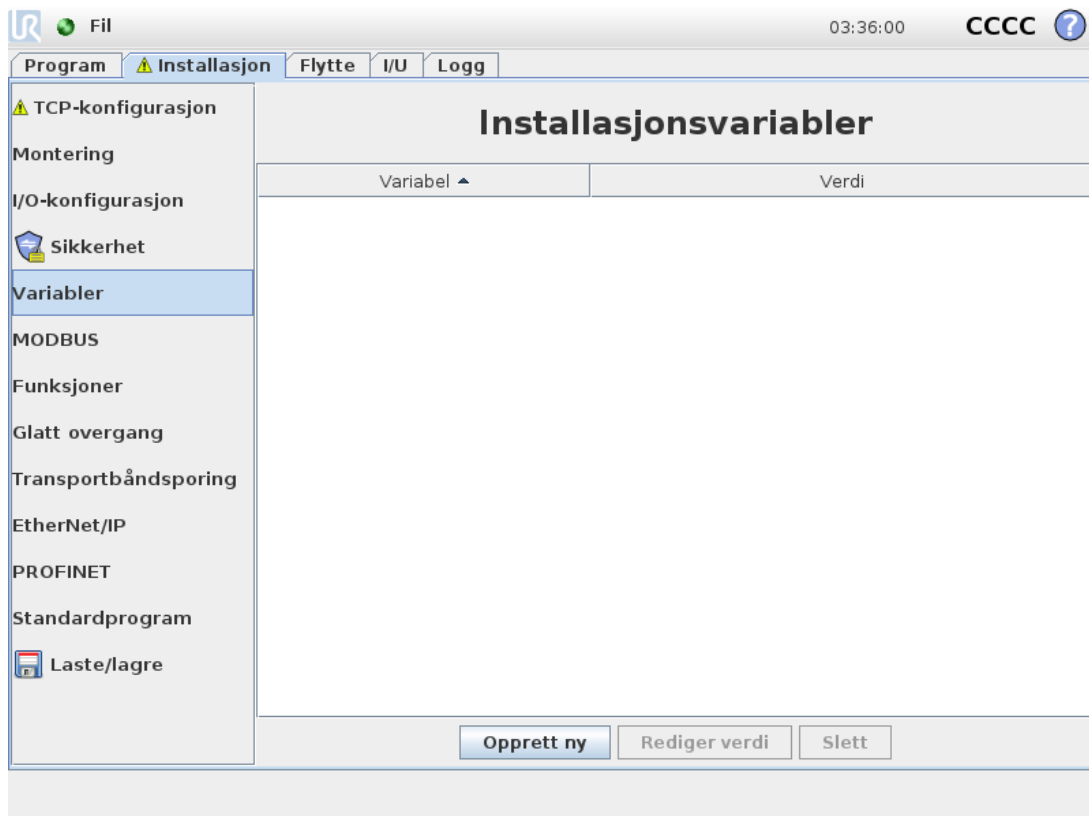 UR Fil 03:36:00 CCCC ?
Program Installasjon Flytte I/U Logg
TCP-konfigurasjon
Montering
I/O-konfigurasjon
Sikkerhet
Variabler
MODBUS
Funksjoner
Glatt overgang
Transportbåndsporing
EtherNet/IP
PROFINET
Standardprogram
Laste/lagre
Installasjonsvariabler
Variabel Verdi
Opprett ny Rediger verdi Slett